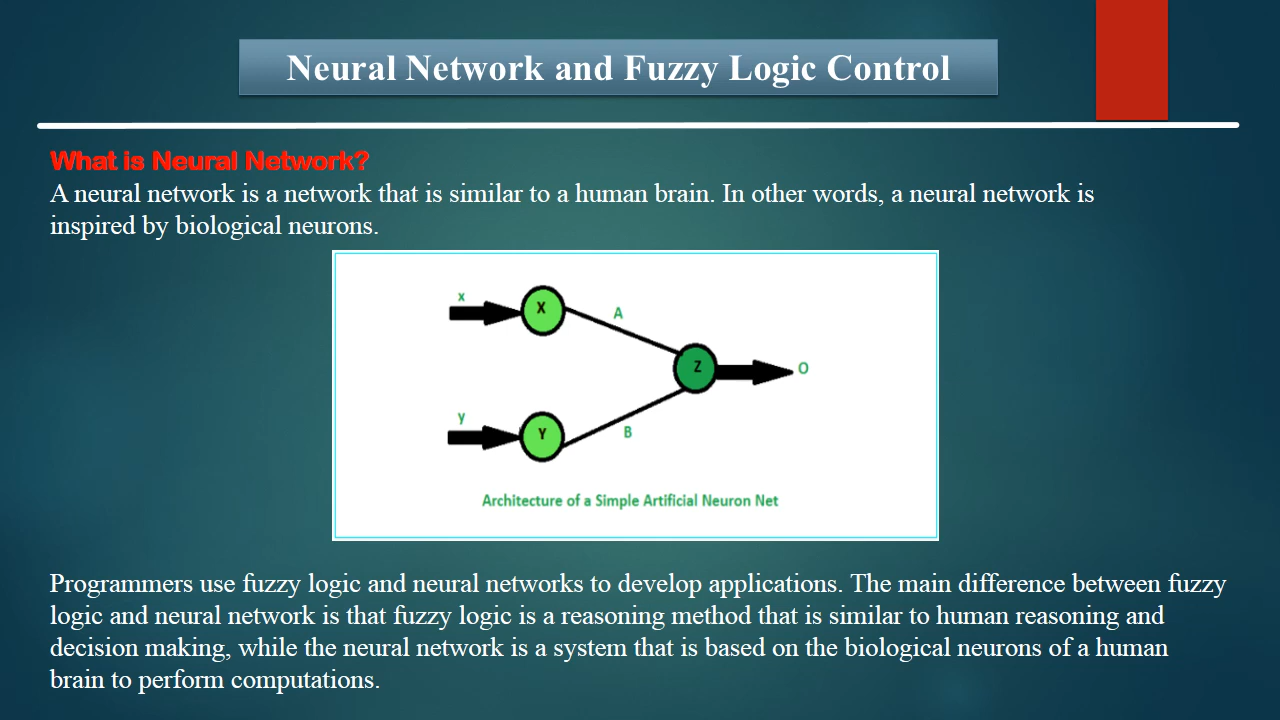 Neural Network and Fuzzy Logic Control
What is Neural Network?
A neural network is a network that is similar to a human brain. In other words, a neural network is
inspired by biological neurons.
x
X
A
Z
O
y
Y
B
Architecture of a Simple Artificial Neuron Net
Programmers use fuzzy logic and neural networks to develop applications. The main difference between fuzzy
logic and neural network is that fuzzy logic is a reasoning method that is similar to human reasoning and
decision making, while the neural network is a system that is based on the biological neurons of a human
brain to perform computations.